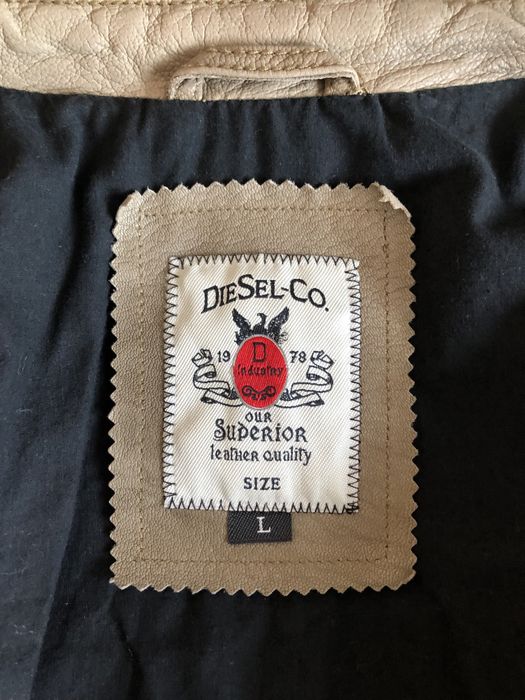 DIESEL-CO.
19 D 78
Industry
OUR
SUPERIOR
leather quality
SIZE
L